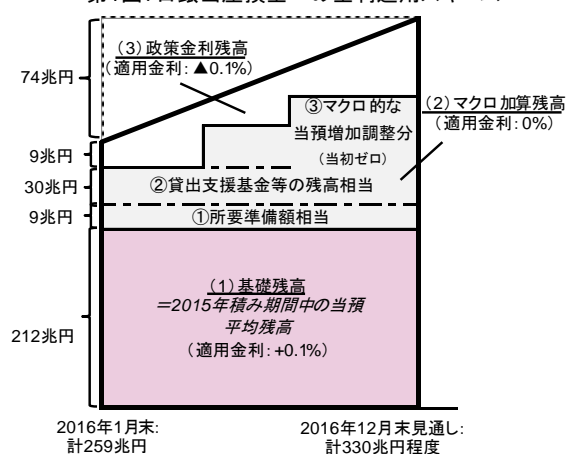 (3)政策金利残高
(適用金利:▲0.1%)
74兆円
③マクロ的な
当預増加調整分
(当初ゼロ)
(2)マクロ加算残高
(適用金利:0%)
9兆円
30兆円
②貸出支援基金等の残高相当
9兆円
①所要準備額相当
(1)基礎残高
=2015年積み期間中の当預
平均残高
(適用金利:+0.1%)
212兆円
2016年1月末:
計259兆円
2016年12月末見通し:
計330兆円程度